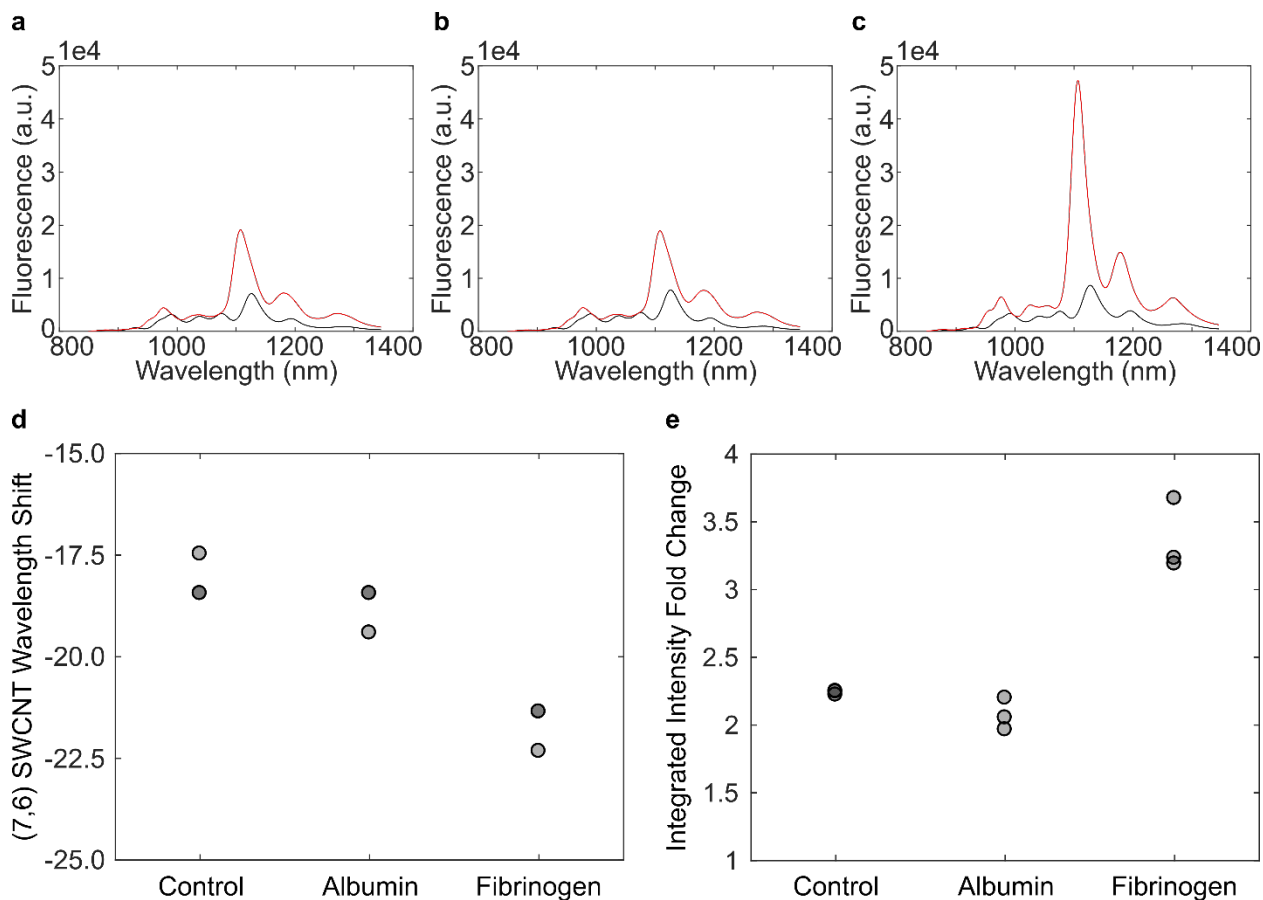 a
1e4
5
4
3
2
1
0
Fluorescence (a.u.)
800 1000 1200 1400
Wavelength (nm)
b
1e4
5
4
3
2
1
0
Fluorescence (a.u.)
800 1000 1200 1400
Wavelength (nm)
c
1e4
5
4
3
2
1
0
Fluorescence (a.u.)
800 1000 1200 1400
Wavelength (nm)
d
-15.0
-17.5
-20.0
-22.5
-25.0
(7,6) SWCNT Wavelength Shift
Control Albumin Fibrinogen
e
4
3.5
3
2.5
2
1.5
1
Integrated Intensity Fold Change
Control Albumin Fibrinogen